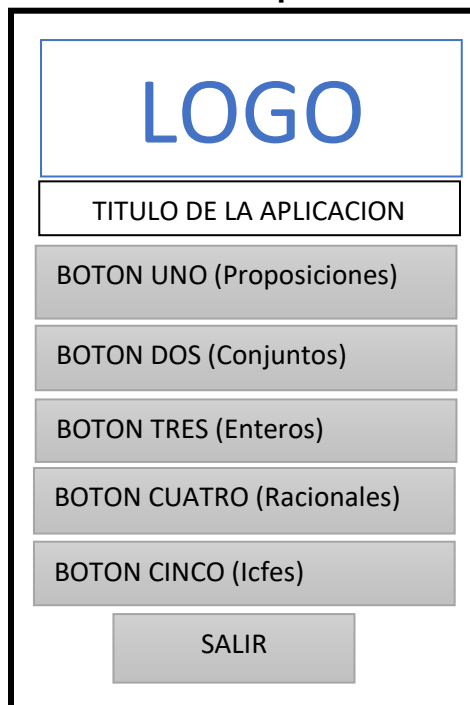 LOGO
TITULO DE LA APLICACION
BOTON UNO (Proposiciones)
BOTON DOS (Conjuntos)
BOTON TRES (Enteros)
BOTON CUATRO (Racionales)
BOTON CINCO (Icfes)
SALIR